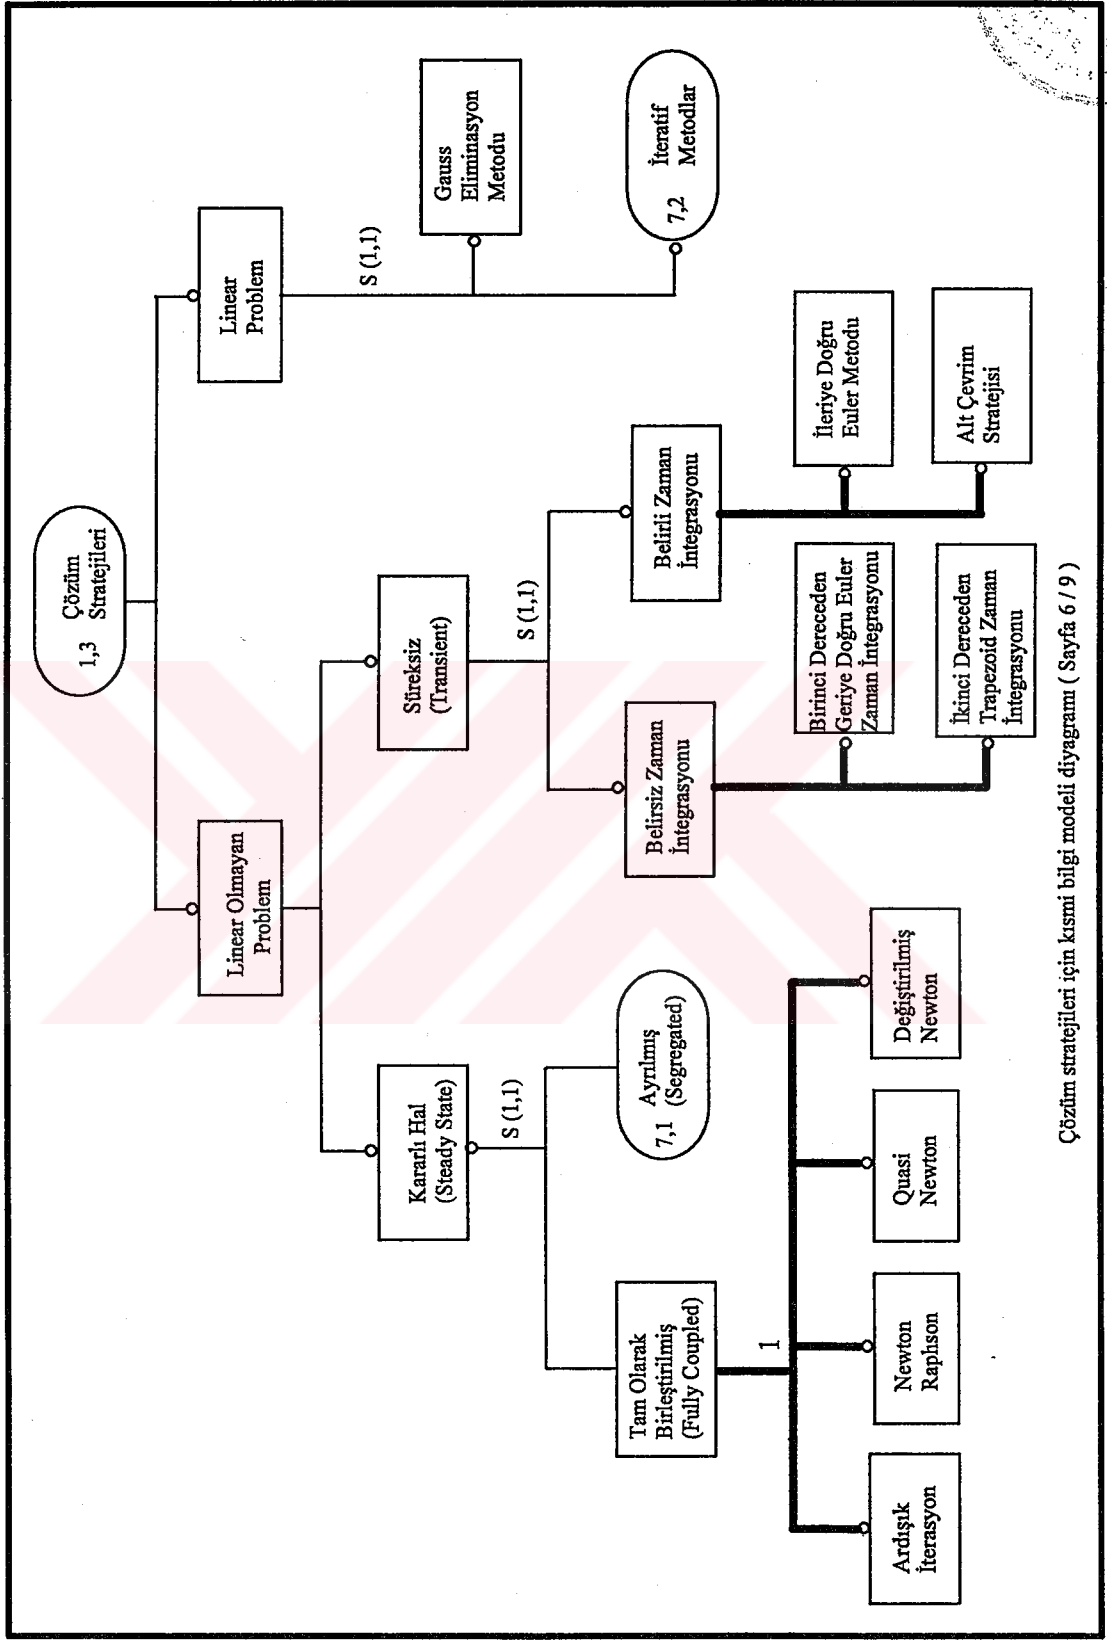 1,3 Çözüm
Stratejileri
Linear Olmayan
Problem
Linear
Problem
Kararlı Hal
(Steady State)
Süreksiz
(Transient)
S (1,1)
S (1,1)
S (1,1)
Gauss
Eliminasyon
Metodu
Tam Olarak
Birleştirilmiş
(Fully Coupled)
7,1 Ayrılmış
(Segregated)
Belirsiz Zaman
İntegrasyonu
Belirli Zaman
İntegrasyonu
7,2 İteratif
Metodlar
1
Ardışık
İterasyon
Newton
Raphson
Quasi
Newton
Değiştirilmiş
Newton
Birinci Dereceden
Geriye Doğru Euler
Zaman İntegrasyonu
İleriye Doğru
Euler Metodu
İkinci Dereceden
Trapezoid Zaman
İntegrasyonu
Alt Çevrim
Stratejisi
Çözüm stratejileri için kısmi bilgi modeli diyagramı ( Sayfa 6 / 9 )